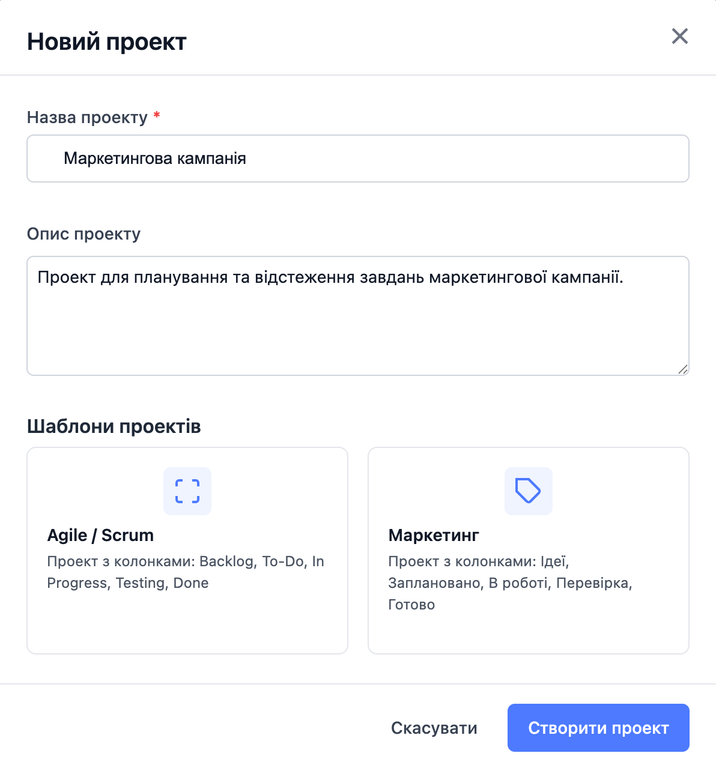 Новий проект
Назва проекту *
Маркетингова кампанія
Опис проекту
Проект для планування та відстеження завдань маркетингової кампанії.
Шаблони проектів
Agile / Scrum
Проект з колонками: Backlog, To-Do, In
Progress, Testing, Done
Маркетинг
Проект з колонками: Ідеї,
Заплановано, В роботі, Перевірка,
Готово
Скасувати
Створити проект